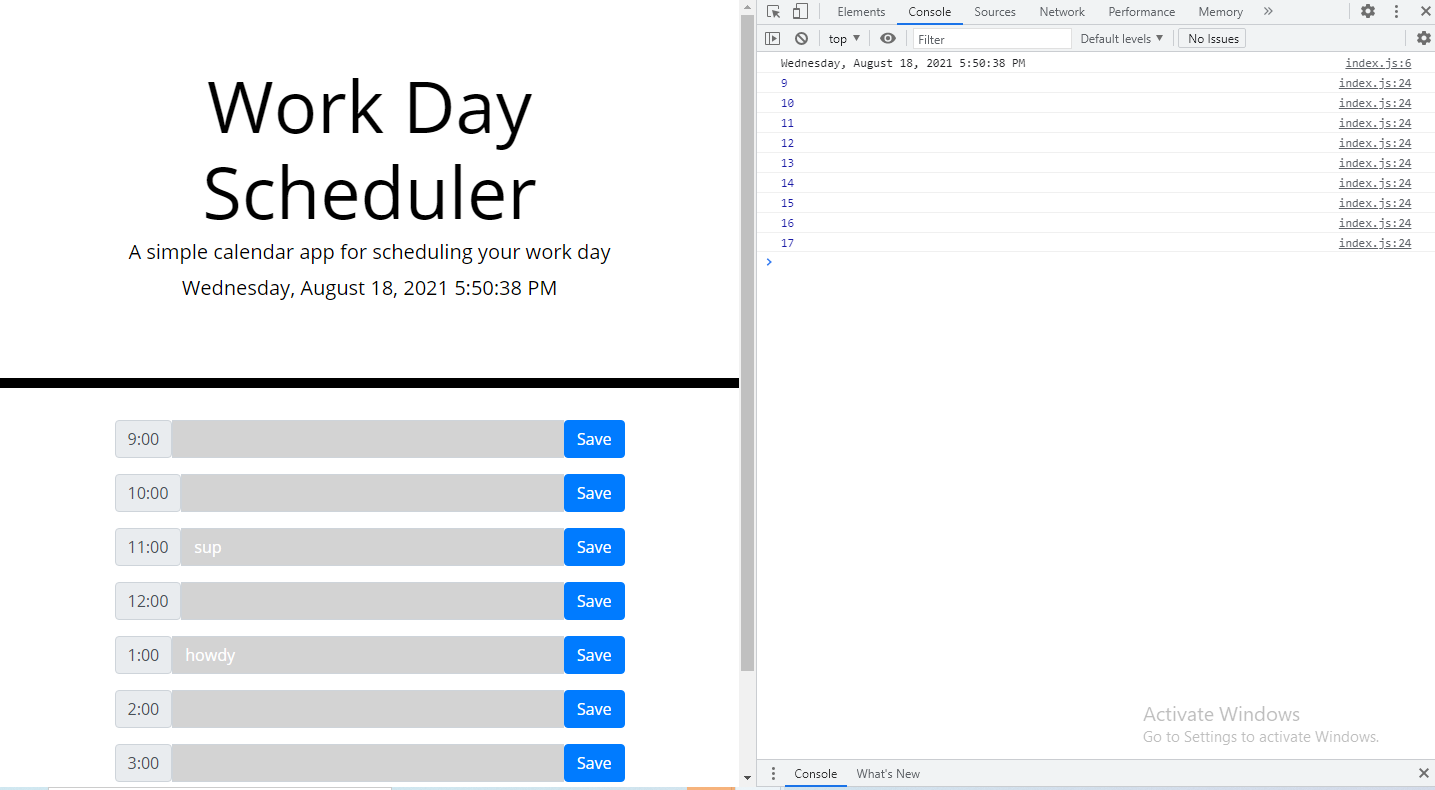 Work Day
Scheduler
A simple calendar app for scheduling your work day
Wednesday, August 18, 2021 5:50:38 PM
9:00 Save
10:00 Save
11:00 sup Save
12:00 Save
1:00 howdy Save
2:00 Save
3:00 Save
Elements Console Sources Network Performance Memory »
top ▼ Filter Default levels ▼ No Issues
Wednesday, August 18, 2021 5:50:38 PM index.js:6
9 index.js:24
10 index.js:24
11 index.js:24
12 index.js:24
13 index.js:24
14 index.js:24
15 index.js:24
16 index.js:24
17 index.js:24
Activate Windows
Go to Settings to activate Windows.
Console What's New